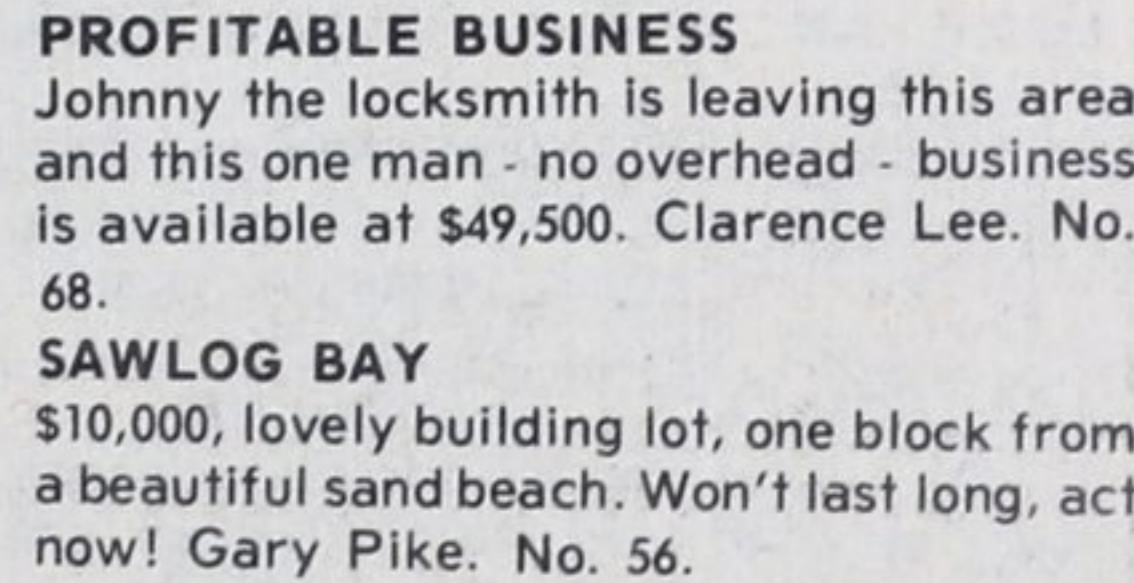 PROFITABLE BUSINESS
Johnny the locksmith is leaving this area
and this one man - no overhead - business
is available at $49,500. Clarence Lee. No.
68.
SAWLOG BAY
$10,000, lovely building lot, one block from
a beautiful sand beach. Won't last long, act
now! Gary Pike. No. 56.